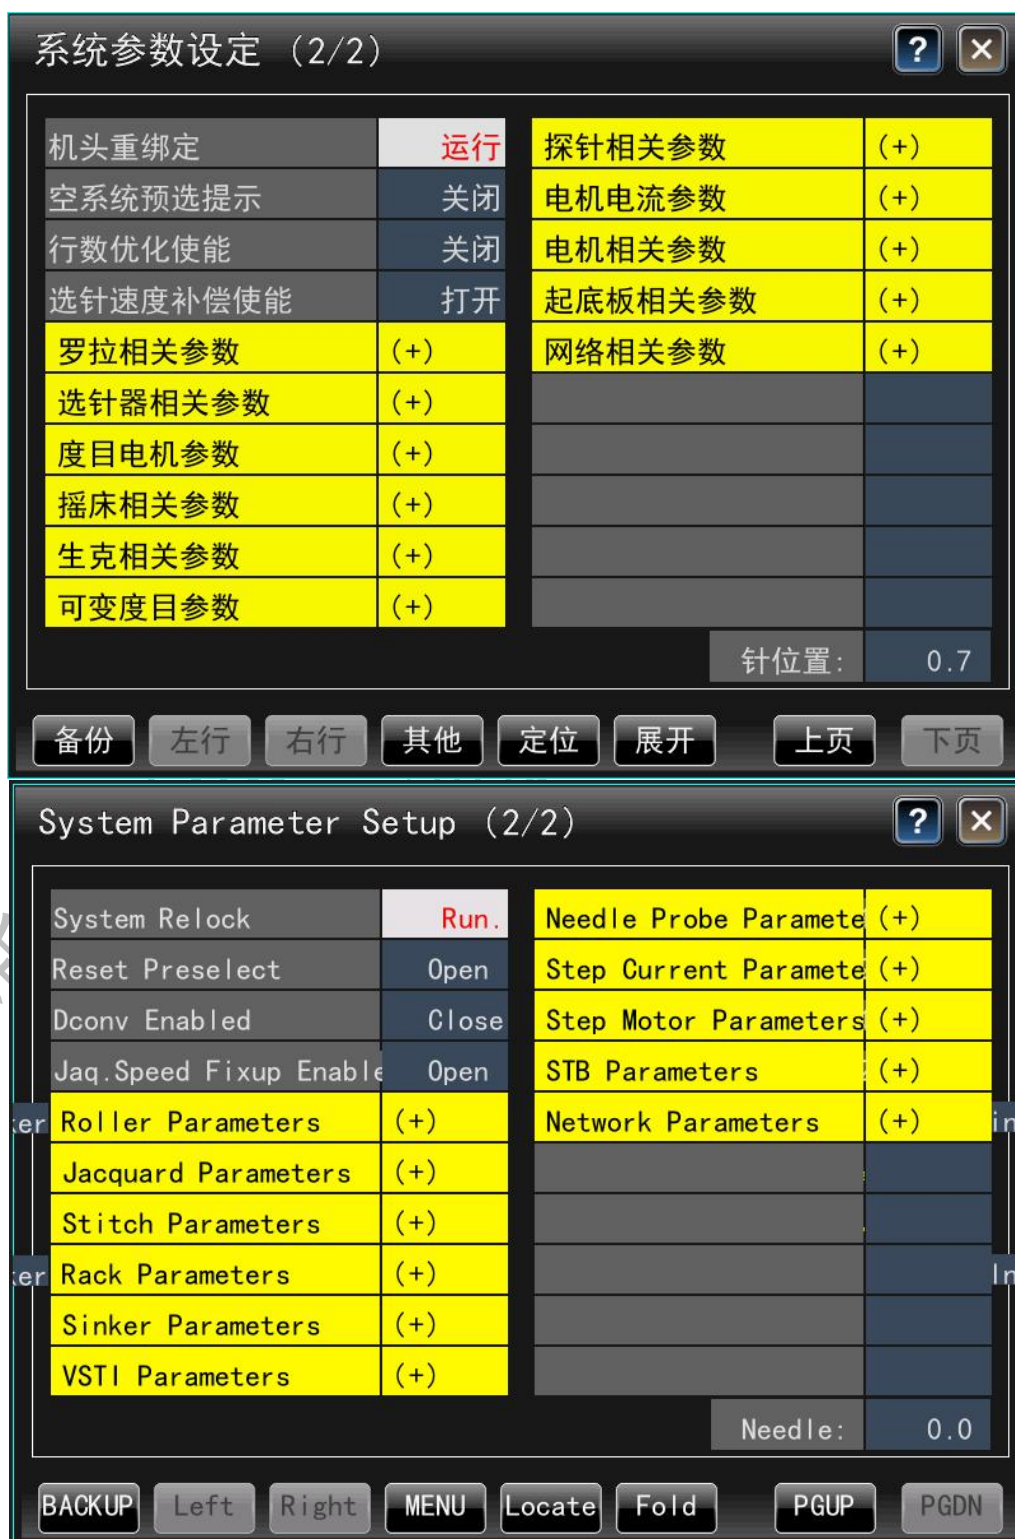 系统参数设定 (2/2)
?
×
机头重绑定 运行 探针相关参数 (+)
空系统预选提示 关闭 电机电流参数 (+)
行数优化使能 关闭 电机相关参数 (+)
选针速度补偿使能 打开 起底板相关参数 (+)
罗拉相关参数 (+) 网络相关参数 (+)
选针器相关参数 (+)
度目电机参数 (+)
摇床相关参数 (+)
生克相关参数 (+)
可变度目参数 (+)
针位置: 0.7
备份 左行 右行 其他 定位 展开 上页 下页
System Parameter Setup (2/2)
?
×
System Relock Run. Needle Probe Paramete (+)
Reset Preselect Open Step Current Paramete (+)
Dconv Enabled Close Step Motor Parameters (+)
Jaq.Speed Fixup Enable Open STB Parameters (+)
ker Roller Parameters (+) Network Parameters (+) in
Jacquard Parameters (+)
Stitch Parameters (+)
ker Rack Parameters (+) In
Sinker Parameters (+)
VSTI Parameters (+)
Needle: 0.0
BACKUP Left Right MENU Locate Fold PGUP PGDN